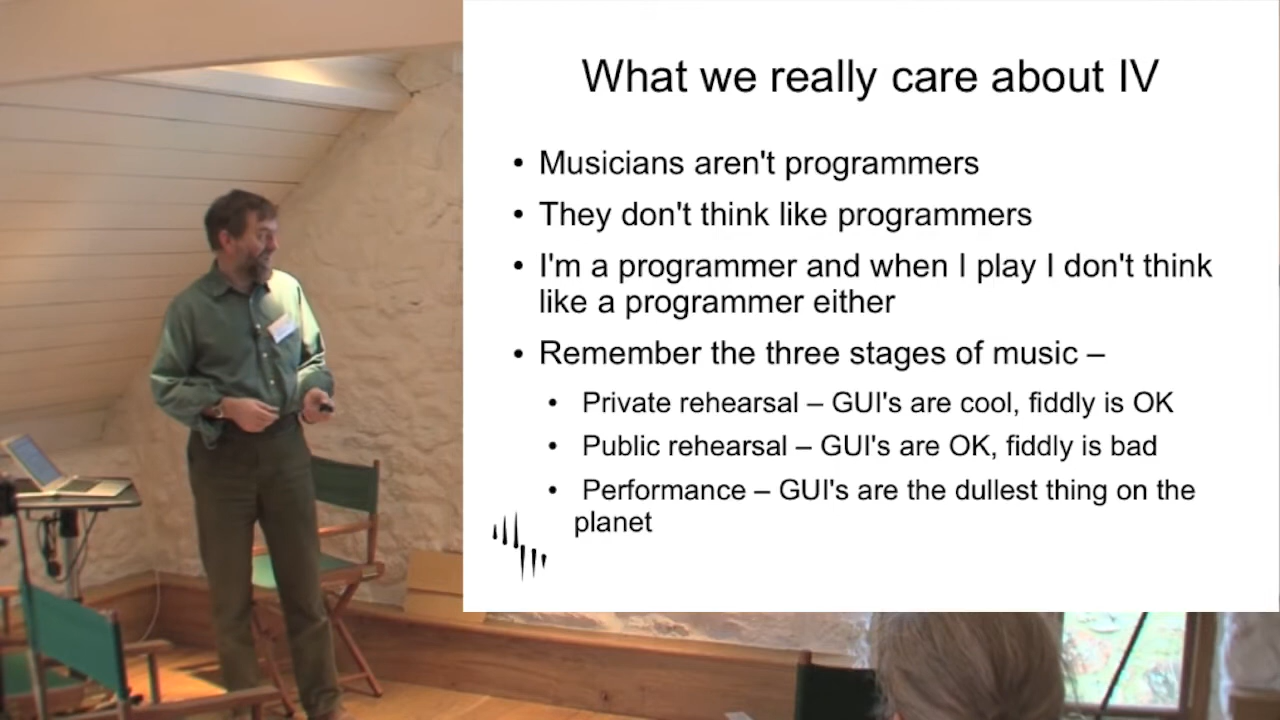 What we really care about IV
• Musicians aren't programmers
• They don't think like programmers
• I'm a programmer and when I play I don't think
like a programmer either
• Remember the three stages of music –
• Private rehearsal – GUI's are cool, fiddly is OK
• Public rehearsal – GUI's are OK, fiddly is bad
• Performance – GUI's are the dullest thing on the
planet